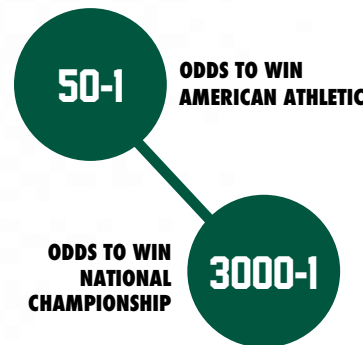 50-1
ODDS TO WIN
AMERICAN ATHLETIC
ODDS TO WIN
NATIONAL
CHAMPIONSHIP
3000-1